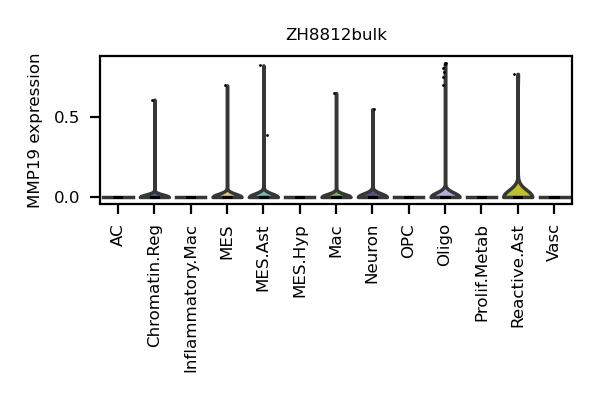 ZH8812bulk
MMP19 expression
0.5
0.0
AC
Chromatin.Reg
Inflammatory.Mac
MES
MES.Ast
MES.Hyp
Mac
Neuron
OPC
Oligo
Prolif.Metab
Reactive.Ast
Vasc